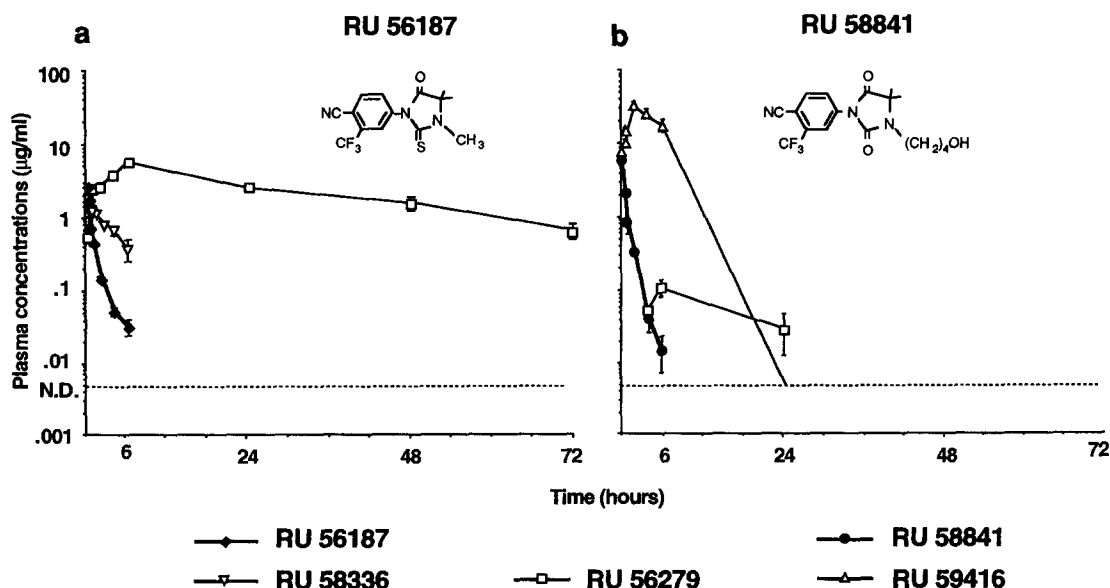 a
RU 56187
b
RU 58841
Plasma concentrations (µg/ml)
100
10
1
.1
.01
N.D.
.001
O
NC
N
N
CF3
S
CH3
O
NC
N
N
CF3
O
(CH2)4OH
6
24
48
72
6
24
48
72
Time (hours)
RU 56187
RU 58841
RU 58336
RU 56279
RU 59416